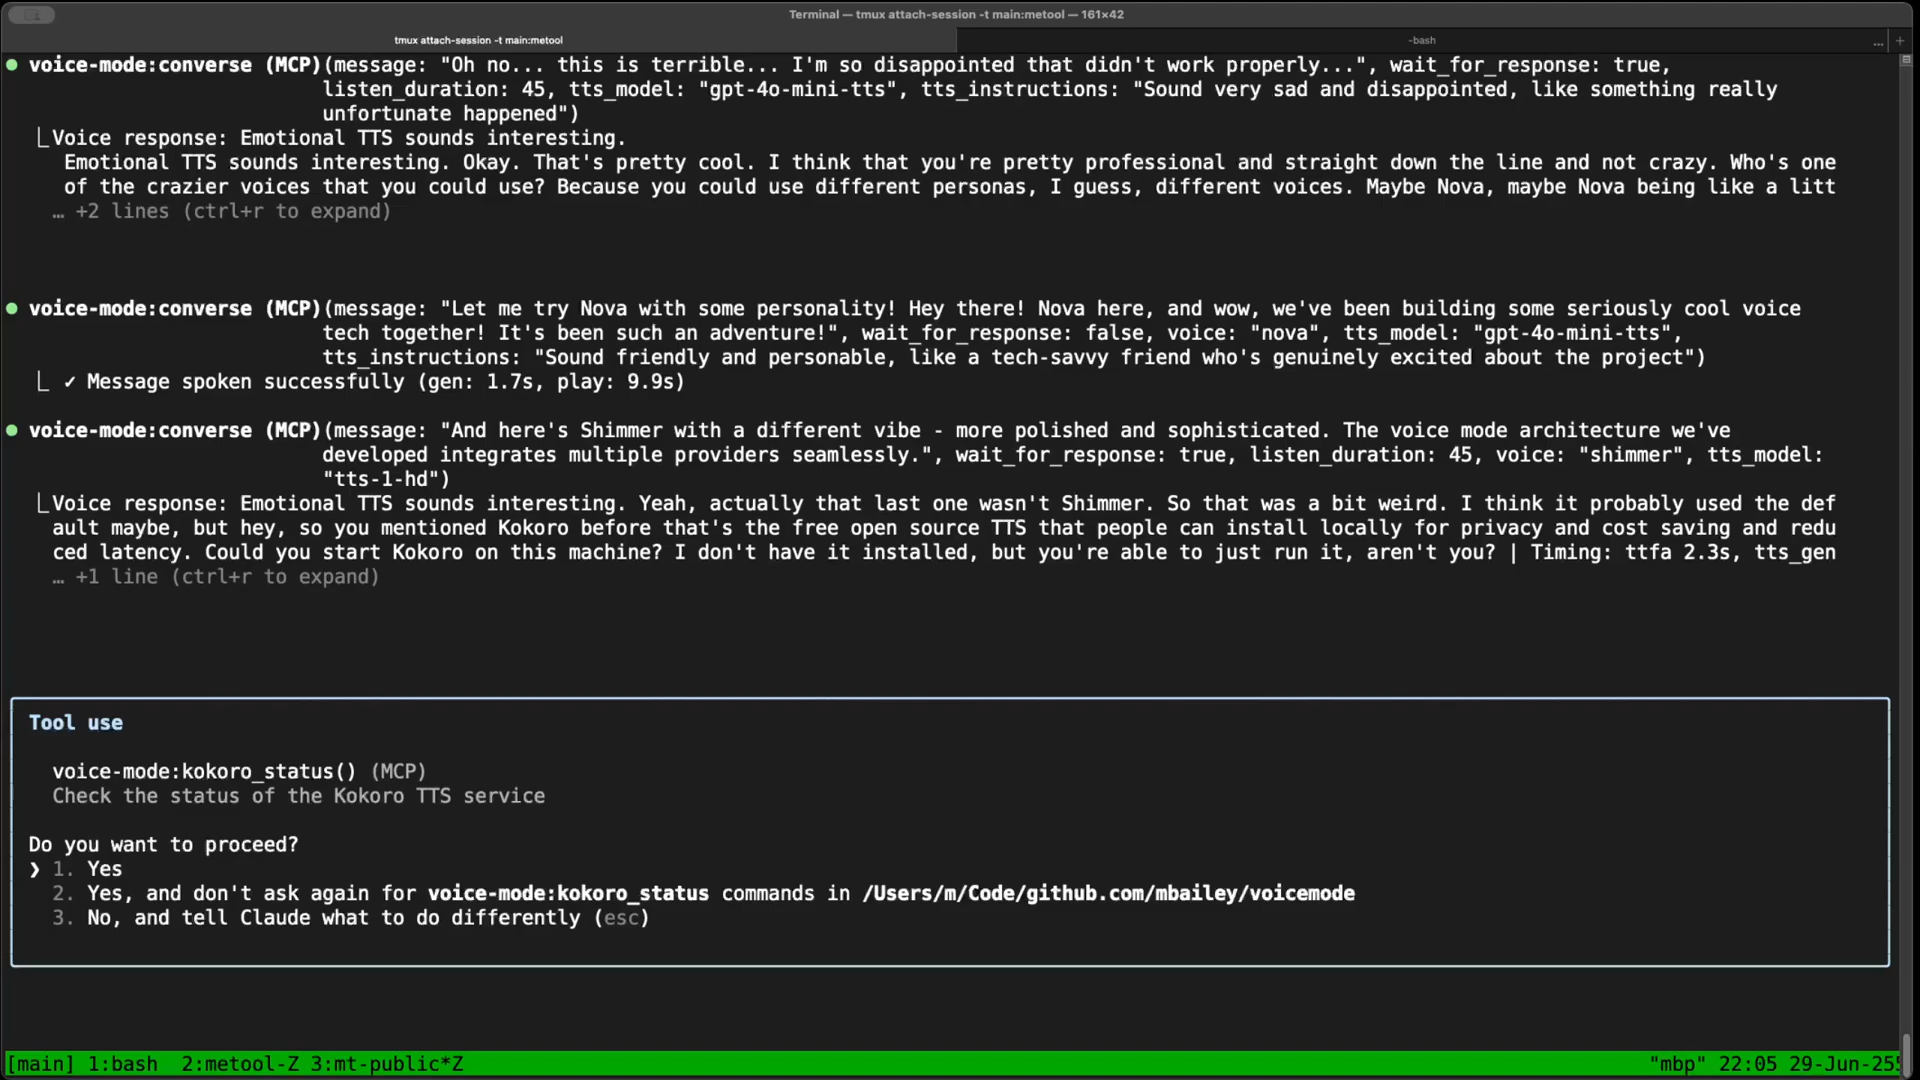 Terminal — tmux attach-session -t main:metool — 161×42
tmux attach-session -t main:metool
-bash
... +
● voice-mode:converse (MCP)(message: "Oh no... this is terrible... I'm so disappointed that didn't work properly...", wait_for_response: true,
listen_duration: 45, tts_model: "gpt-4o-mini-tts", tts_instructions: "Sound very sad and disappointed, like something really
unfortunate happened")
⎣Voice response: Emotional TTS sounds interesting.
Emotional TTS sounds interesting. Okay. That's pretty cool. I think that you're pretty professional and straight down the line and not crazy. Who's one
of the crazier voices that you could use? Because you could use different personas, I guess, different voices. Maybe Nova, maybe Nova being like a litt
… +2 lines (ctrl+r to expand)
● voice-mode:converse (MCP)(message: "Let me try Nova with some personality! Hey there! Nova here, and wow, we've been building some seriously cool voice
tech together! It's been such an adventure!", wait_for_response: false, voice: "nova", tts_model: "gpt-4o-mini-tts",
tts_instructions: "Sound friendly and personable, like a tech-savvy friend who's genuinely excited about the project")
⎣ ✓ Message spoken successfully (gen: 1.7s, play: 9.9s)
● voice-mode:converse (MCP)(message: "And here's Shimmer with a different vibe - more polished and sophisticated. The voice mode architecture we've
developed integrates multiple providers seamlessly.", wait_for_response: true, listen_duration: 45, voice: "shimmer", tts_model:
"tts-1-hd")
⎣Voice response: Emotional TTS sounds interesting. Yeah, actually that last one wasn't Shimmer. So that was a bit weird. I think it probably used the def
ault maybe, but hey, so you mentioned Kokoro before that's the free open source TTS that people can install locally for privacy and cost saving and redu
ced latency. Could you start Kokoro on this machine? I don't have it installed, but you're able to just run it, aren't you? | Timing: ttfa 2.3s, tts_gen
… +1 line (ctrl+r to expand)
Tool use
voice-mode:kokoro_status() (MCP)
Check the status of the Kokoro TTS service
Do you want to proceed?
❯ 1. Yes
2. Yes, and don't ask again for voice-mode:kokoro_status commands in /Users/m/Code/github.com/mbailey/voicemode
3. No, and tell Claude what to do differently (esc)
[main] 1:bash  2:metool-Z 3:mt-public*Z
"mbp" 22:05 29-Jun-255